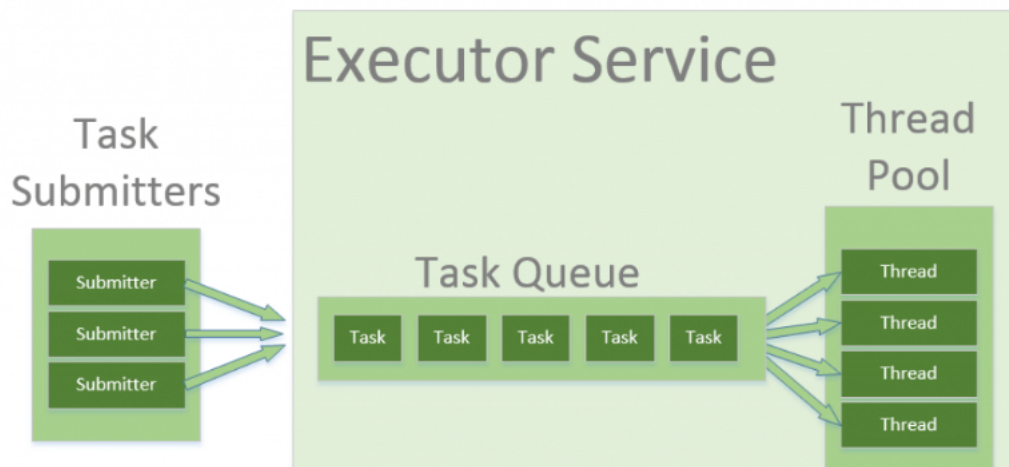 Executor Service
Task
Submitters
Submitter
Submitter
Submitter
Task Queue
Task Task Task Task Task
Thread
Pool
Thread
Thread
Thread
Thread